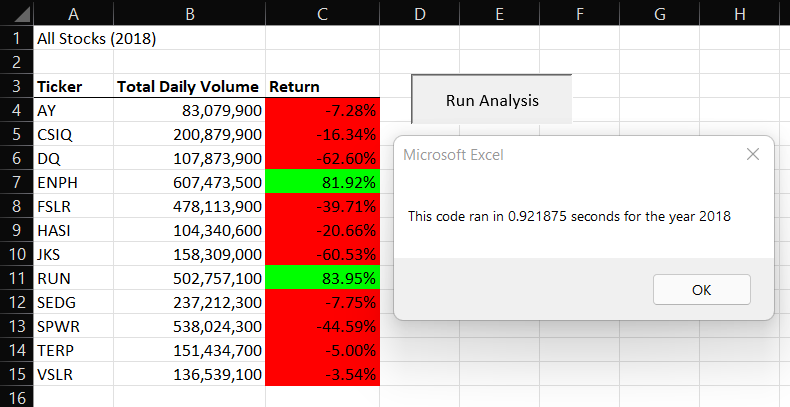 A B C D E F G H
1 All Stocks (2018)
2
3 Ticker Total Daily Volume Return
Run Analysis
4 AY 83,079,900 -7.28%
5 CSIQ 200,879,900 -16.34%
6 DQ 107,873,900 -62.60%
7 ENPH 607,473,500 81.92%
8 FSLR 478,113,900 -39.71%
9 HASI 104,340,600 -20.66%
10 JKS 158,309,000 -60.53%
11 RUN 502,757,100 83.95%
12 SEDG 237,212,300 -7.75%
13 SPWR 538,024,300 -44.59%
14 TERP 151,434,700 -5.00%
15 VSLR 136,539,100 -3.54%
16
Microsoft Excel
This code ran in 0.921875 seconds for the year 2018
OK